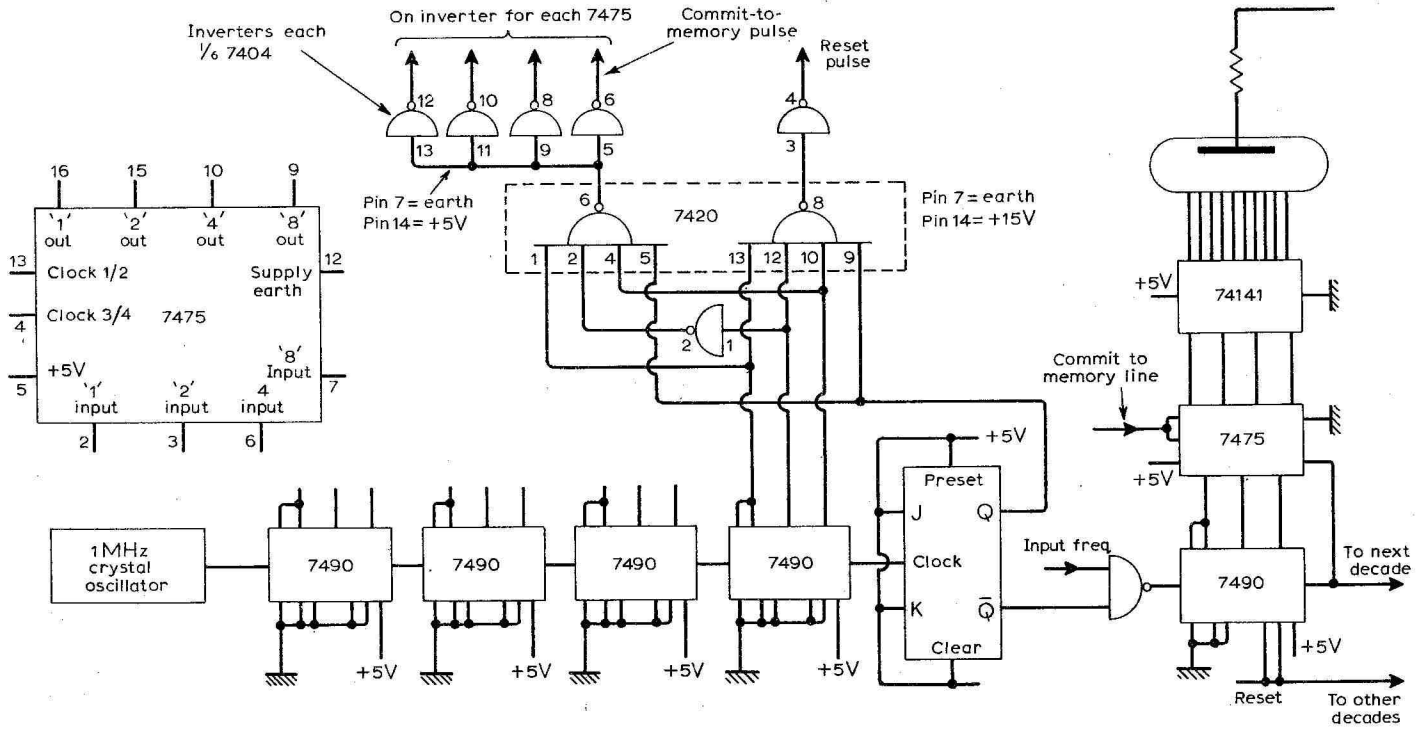 On inverter for each 7475
Commit-to-
memory pulse
Inverters each
1/6 7404
Reset
pulse
12
10
8
6
4
13
11
9
5
3
Pin 7 = earth
Pin 14 = +5V
6
7420
8
Pin 7 = earth
Pin 14 = +15V
1
2
4
5
13
12
10
9
2
1
16
15
10
9
'1'
out
'2'
out
'4'
out
'8'
out
13
Clock 1/2
Supply
earth
12
4
Clock 3/4
7475
5
+5V
'8'
Input
7
'1'
input
'2'
input
4
input
2
3
6
+5V
74141
Commit to
memory line
7475
+5V
1MHz
crystal
oscillator
7490
7490
7490
7490
+5V
+5V
+5V
+5V
+5V
Preset
J
Q
Clock
K
Q̅
Clear
Input freq.
7490
To next
decade
+5V
Reset
To other
decades